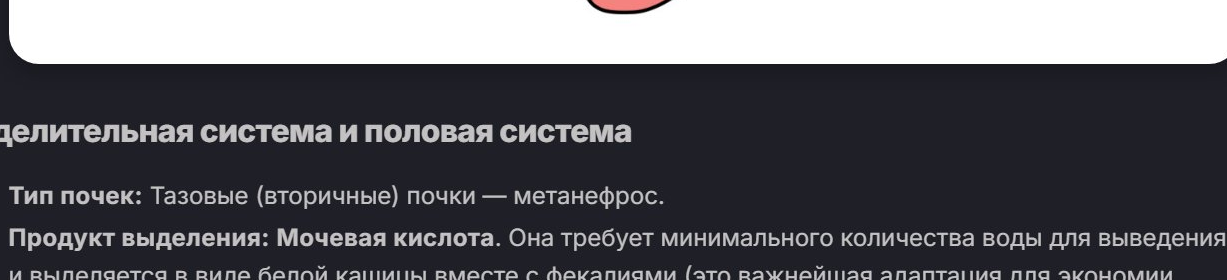 делительная система и половая система
Тип почек: Тазовые (вторичные) почки — метанефрос.
Продукт выделения: Мочевая кислота. Она требует минимального количества воды для выведения
и выделяется в виде белой кашицы вместе с фекалиями (это важнейшая адаптация для экономии